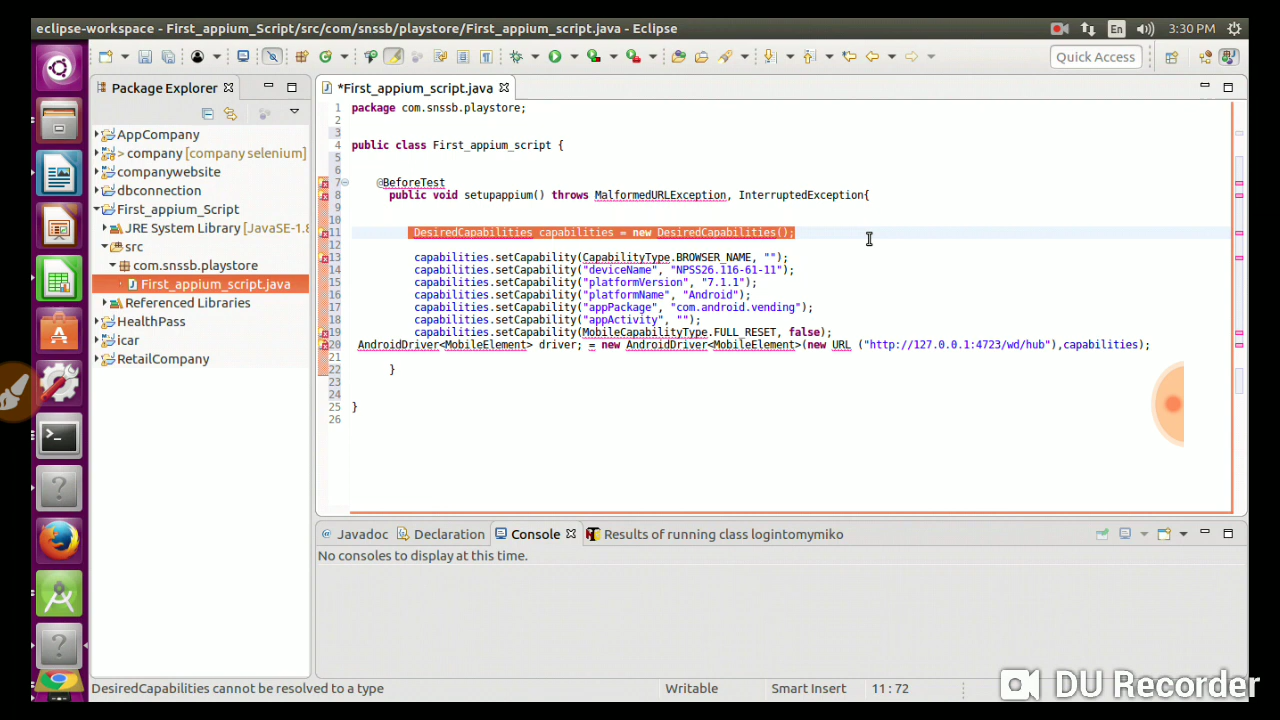 eclipse-workspace - First_appium_Script/src/com/snssb/playstore/First_appium_script.java - Eclipse
En
3:30 PM
Quick Access
Package Explorer
*First_appium_script.java
AppCompany
> company [company selenium]
companywebsite
dbconnection
First_appium_Script
JRE System Library [JavaSE-1.8
src
com.snssb.playstore
First_appium_script.java
Referenced Libraries
HealthPass
icar
RetailCompany
1 package com.snssb.playstore;
2
3
4 public class First_appium_script {
5
6
7 @BeforeTest
8 public void setupappium() throws MalformedURLException, InterruptedException{
9
10
11 DesiredCapabilities capabilities = new DesiredCapabilities();
12
13 capabilities.setCapability(CapabilityType.BROWSER_NAME, "");
14 capabilities.setCapability("deviceName", "NPSS26.116-61-11");
15 capabilities.setCapability("platformVersion", "7.1.1");
16 capabilities.setCapability("platformName", "Android");
17 capabilities.setCapability("appPackage", "com.android.vending");
18 capabilities.setCapability("appActivity", "");
19 capabilities.setCapability(MobileCapabilityType.FULL_RESET, false);
20 AndroidDriver<MobileElement> driver; = new AndroidDriver<MobileElement>(new URL ("http://127.0.0.1:4723/wd/hub"),capabilities);
21
22 }
23
24
25 }
26
Javadoc
Declaration
Console
Results of running class logintomymiko
No consoles to display at this time.
DesiredCapabilities cannot be resolved to a type
Writable
Smart Insert
11 : 72
DU Recorder